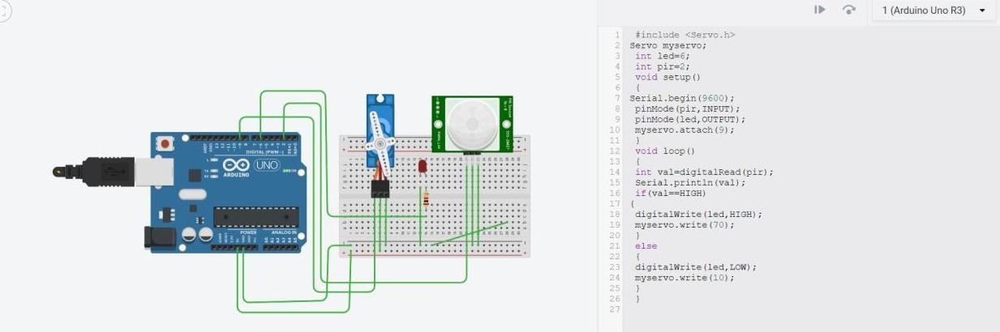 1 (Arduino Uno R3)
DIGITAL (PWM~)
UNO
ARDUINO
POWER
ANALOG IN
1 #include <Servo.h>
2 Servo myservo;
3 int led=6;
4 int pir=2;
5 void setup()
6 {
7 Serial.begin(9600);
8 pinMode(pir,INPUT);
9 pinMode(led,OUTPUT);
10 myservo.attach(9);
11 }
12 void loop()
13 {
14 int val=digitalRead(pir);
15 Serial.println(val);
16 if(val==HIGH)
17 {
18 digitalWrite(led,HIGH);
19 myservo.write(70);
20 }
21 else
22 {
23 digitalWrite(led,LOW);
24 myservo.write(10);
25 }
26 }
27